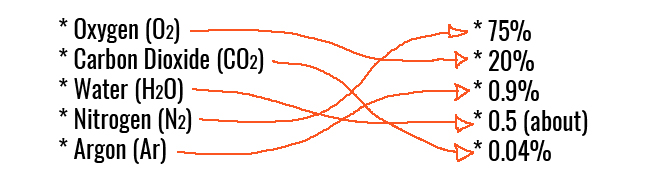 * Oxygen (O2)
* Carbon Dioxide (CO2)
* Water (H2O)
* Nitrogen (N2)
* Argon (Ar)
* 75%
* 20%
* 0.9%
* 0.5 (about)
* 0.04%